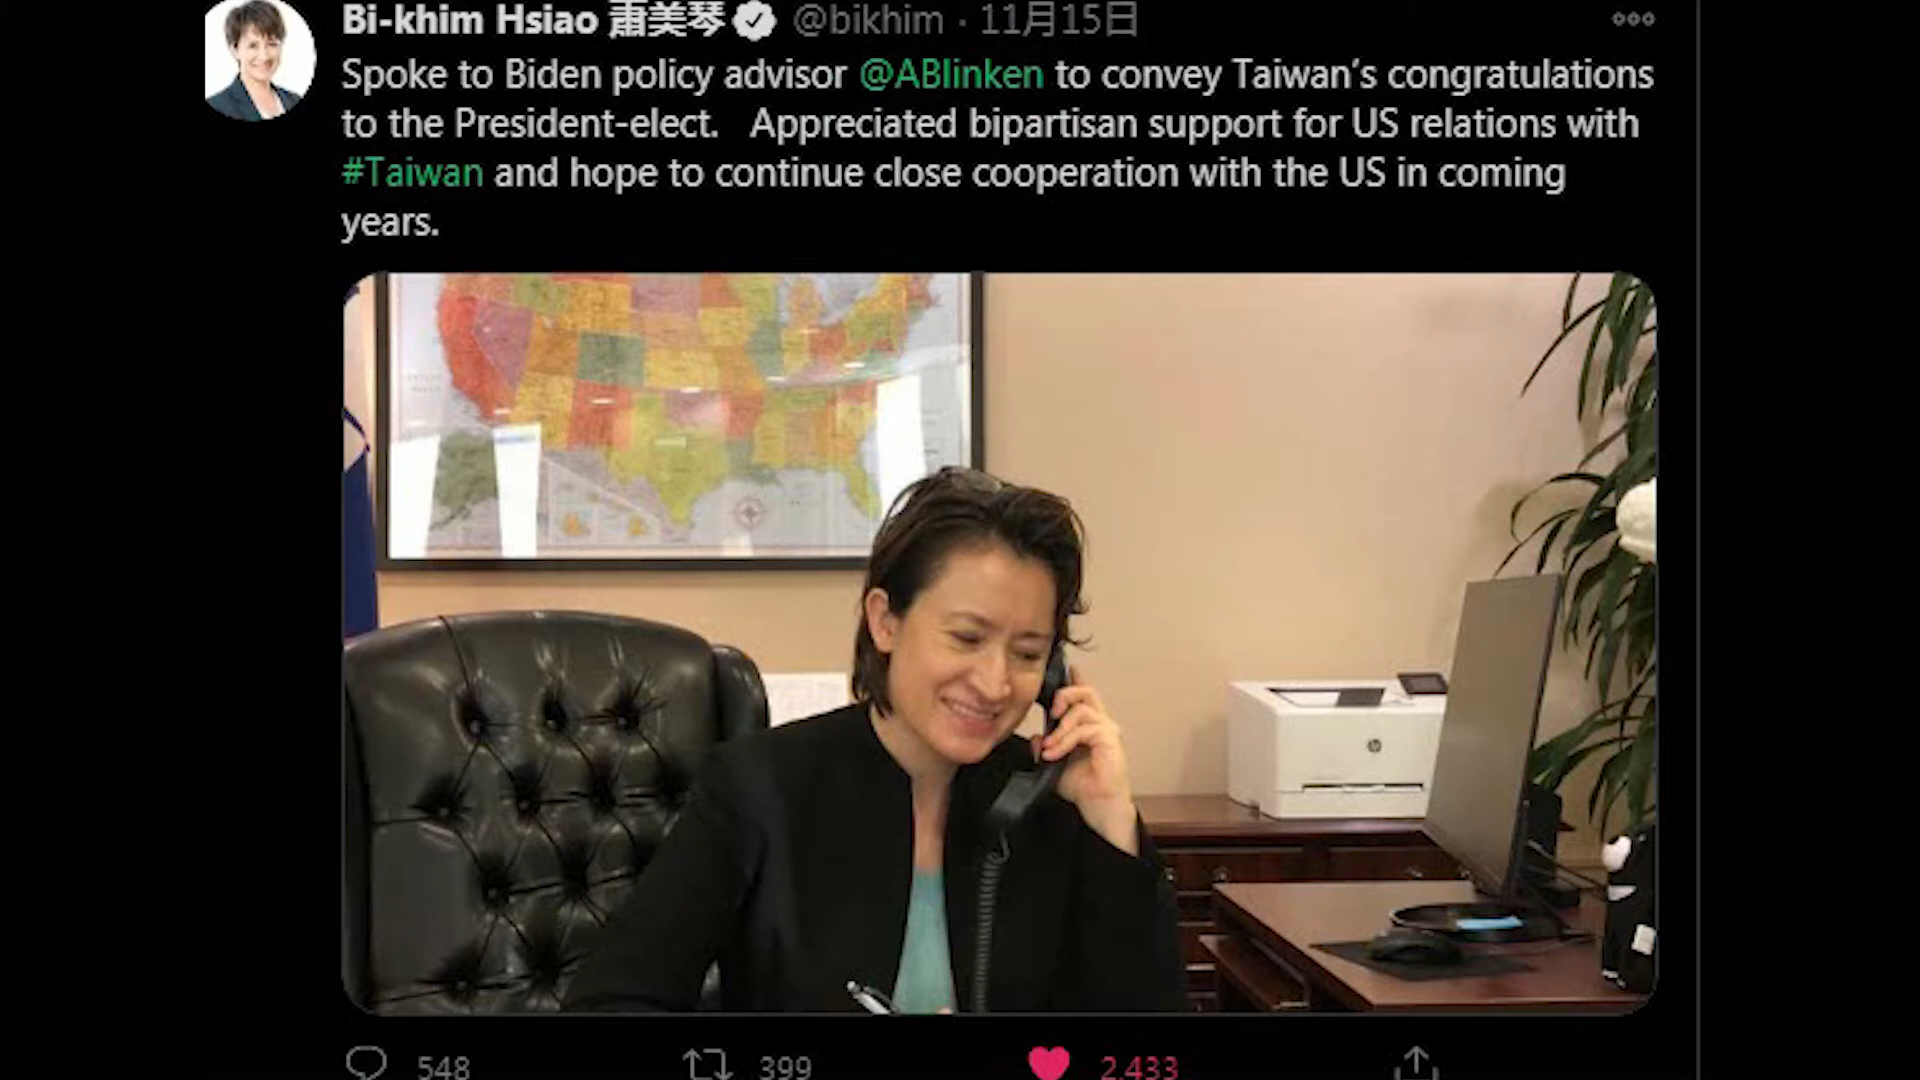 Bi-khim Hsiao 蕭美琴 @bikhim · 11月15日
Spoke to Biden policy advisor @ABlinken to convey Taiwan's congratulations
to the President-elect. Appreciated bipartisan support for US relations with
#Taiwan and hope to continue close cooperation with the US in coming
years.
hp
548 399 2,433